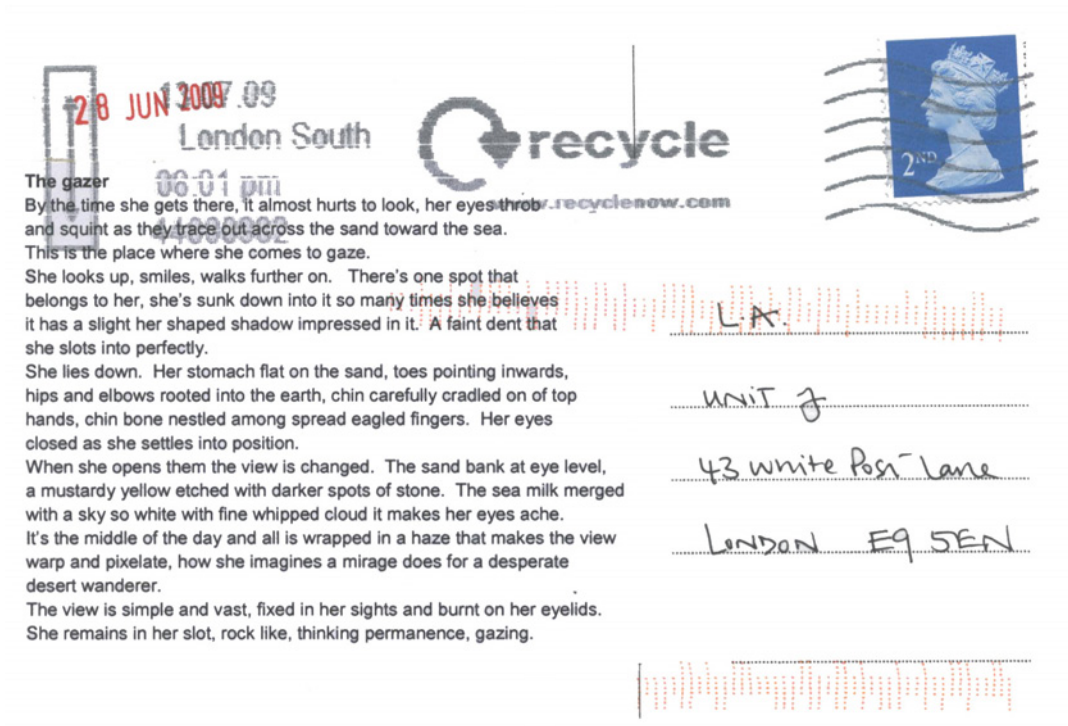 28 JUN 2009
13.07.09
London South
06:01 pm
recycle
www.recyclenow.com
2ND
The gazer
By the time she gets there, it almost hurts to look, her eyes throb
and squint as they trace out across the sand toward the sea.
This is the place where she comes to gaze.
She looks up, smiles, walks further on. There's one spot that
belongs to her, she's sunk down into it so many times she believes
it has a slight her shaped shadow impressed in it. A faint dent that
she slots into perfectly.
She lies down. Her stomach flat on the sand, toes pointing inwards,
hips and elbows rooted into the earth, chin carefully cradled on of top
hands, chin bone nestled among spread eagled fingers. Her eyes
closed as she settles into position.
When she opens them the view is changed. The sand bank at eye level,
a mustardy yellow etched with darker spots of stone. The sea milk merged
with a sky so white with fine whipped cloud it makes her eyes ache.
It's the middle of the day and all is wrapped in a haze that makes the view
warp and pixelate, how she imagines a mirage does for a desperate
desert wanderer.
The view is simple and vast, fixed in her sights and burnt on her eyelids.
She remains in her slot, rock like, thinking permanence, gazing.
L.A.
UNIT J
43 White Post Lane
LONDON E9 5EN